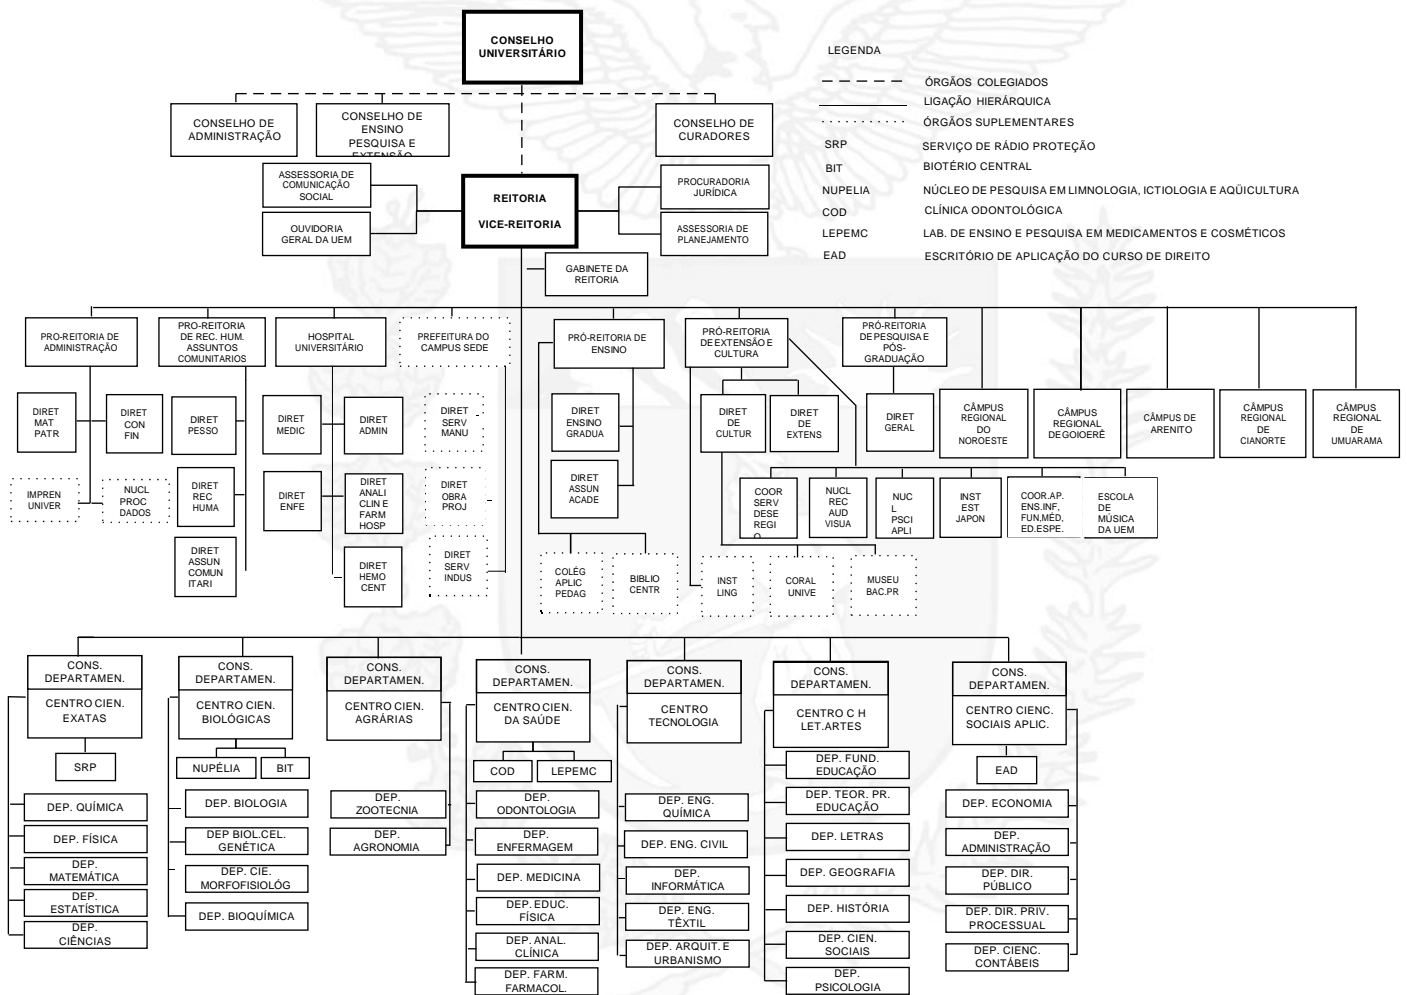 CONSELHO
UNIVERSITÁRIO
LEGENDA
ÓRGÃOS COLEGIADOS
LIGAÇÃO HIERÁRQUICA
ÓRGÃOS SUPLEMENTARES
SRP SERVIÇO DE RÁDIO PROTEÇÃO
BIT BIOTÉRIO CENTRAL
NUPELIA NÚCLEO DE PESQUISA EM LIMNOLOGIA, ICTIOLOGIA E AQÜICULTURA
COD CLÍNICA ODONTOLÓGICA
LEPEMC LAB. DE ENSINO E PESQUISA EM MEDICAMENTOS E COSMÉTICOS
EAD ESCRITÓRIO DE APLICAÇÃO DO CURSO DE DIREITO
CONSELHO DE
ADMINISTRAÇÃO
CONSELHO DE
ENSINO
PESQUISA E
EXTENSÃO
CONSELHO DE
CURADORES
ASSESSORIA DE
COMUNICAÇÃO
SOCIAL
OUVIDORIA
GERAL DA UEM
REITORIA
VICE-REITORIA
PROCURADORIA
JURÍDICA
ASSESSORIA DE
PLANEJAMENTO
GABINETE DA
REITORIA
PRO-REITORIA DE
ADMINISTRAÇÃO
PRO-REITORIA
DE REC. HUM.
ASSUNTOS
COMUNITARIOS
HOSPITAL
UNIVERSITÁRIO
PREFEITURA DO
CAMPUS SEDE
PRÓ-REITORIA DE
ENSINO
PRÓ-REITORIA
DE EXTENSÃO E
CULTURA
PRÓ-REITORIA
DE PESQUISA E
PÓS-
GRADUAÇÃO
DIRET
MAT
PATR
DIRET
CON
FIN
DIRET
PESSO
DIRET
MEDIC
DIRET
ADMIN
DIRET
SERV
MANU
DIRET
ENSINO
GRADUA
DIRET
DE
CULTUR
DIRET
DE
EXTENS
DIRET
GERAL
CÂMPUS
REGIONAL
DO
NOROESTE
CÂMPUS
REGIONAL
DE GOIOERÊ
CÂMPUS DE
ARENITO
CÂMPUS
REGIONAL
DE
CIANORTE
CÂMPUS
REGIONAL
DE
UMUARAMA
IMPREN
UNIVER
NUCL
PROC
DADOS
DIRET
REC
HUMA
DIRET
ENFE
DIRET
ANALI
CLIN E
FARM
HOSP
DIRET
OBRA
PROJ
DIRET
ASSUN
ACADE
COOR
SERV
DESE
REGI
O
NUCL
REC
AUD
VISUA
NUC
L
PSCI
APLI
INST
EST
JAPON
COOR.AP.
ENS.INF,
FUN,MÉD,
ED.ESPE.
ESCOLA
DE
MÚSICA
DA UEM
DIRET
ASSUN
COMUN
ITARI
DIRET
HEMO
CENT
DIRET
SERV
INDUS
COLÉG
APLIC
PEDAG
BIBLIO
CENTR
INST
LING
CORAL
UNIVE
MUSEU
BAC.PR
CONS.
DEPARTAMEN.
CENTRO CIEN.
EXATAS
SRP
DEP. QUÍMICA
DEP. FÍSICA
DEP.
MATEMÁTICA
DEP.
ESTATÍSTICA
DEP.
CIÊNCIAS
CONS.
DEPARTAMEN.
CENTRO CIEN.
BIOLÓGICAS
NUPÉLIA
BIT
DEP. BIOLOGIA
DEP BIOL.CEL.
GENÉTICA
DEP. CIE.
MORFOFISIOLÓG
DEP. BIOQUÍMICA
CONS.
DEPARTAMEN.
CENTRO CIEN.
AGRÁRIAS
DEP.
ZOOTECNIA
DEP.
AGRONOMIA
CONS.
DEPARTAMEN.
CENTRO CIEN.
DA SAÚDE
COD
LEPEMC
DEP.
ODONTOLOGIA
DEP.
ENFERMAGEM
DEP. MEDICINA
DEP. EDUC.
FÍSICA
DEP. ANAL.
CLÍNICA
DEP. FARM.
FARMACOL.
CONS.
DEPARTAMEN.
CENTRO
TECNOLOGIA
DEP. ENG.
QUÍMICA
DEP. ENG. CIVIL
DEP.
INFORMÁTICA
DEP. ENG.
TÊXTIL
DEP. ARQUIT. E
URBANISMO
CONS.
DEPARTAMEN.
CENTRO C H
LET.ARTES
DEP. FUND.
EDUCAÇÃO
DEP. TEOR. PR.
EDUCAÇÃO
DEP. LETRAS
DEP. GEOGRAFIA
DEP. HISTÓRIA
DEP. CIEN.
SOCIAIS
DEP.
PSICOLOGIA
CONS.
DEPARTAMEN.
CENTRO CIENC.
SOCIAIS APLIC.
EAD
DEP. ECONOMIA
DEP.
ADMINISTRAÇÃO
DEP. DIR.
PÚBLICO
DEP. DIR. PRIV.
PROCESSUAL
DEP. CIENC.
CONTÁBEIS